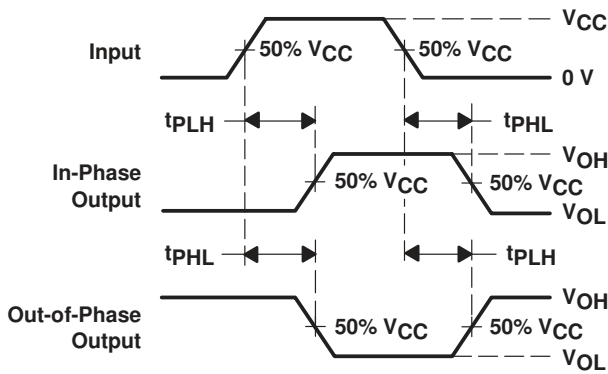 VCC
Input
50% VCC
50% VCC
0 V
tPLH
tPHL
VOH
In-Phase
Output
50% VCC
50% VCC
VOL
tPHL
tPLH
VOH
Out-of-Phase
Output
50% VCC
50% VCC
VOL